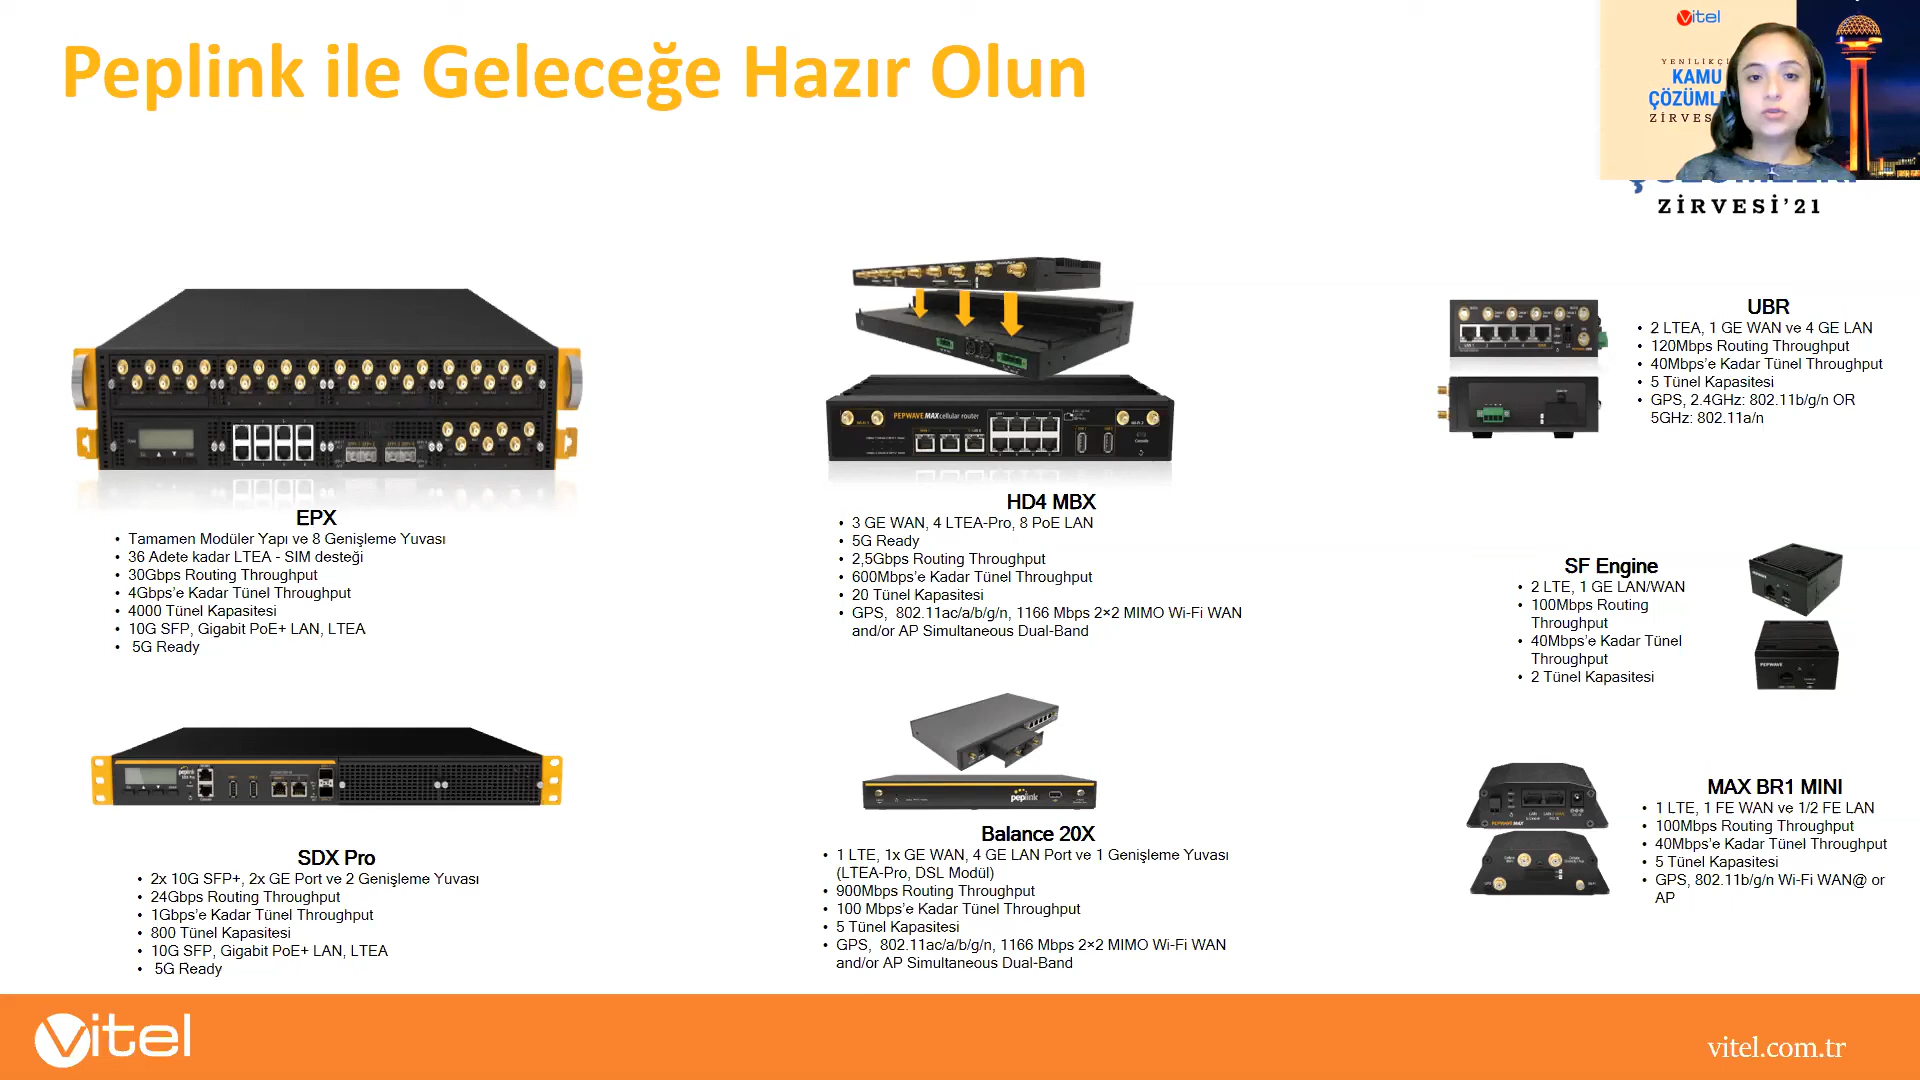 Peplink ile Geleceğe Hazır Olun
vitel
YENİLİKÇİ
KAMU
ZİRVESİ'21
EPX
• Tamamen Modüler Yapı ve 8 Genişleme Yuvası
• 36 Adete kadar LTEA - SIM desteği
• 30Gbps Routing Throughput
• 4Gbps'e Kadar Tünel Throughput
• 4000 Tünel Kapasitesi
• 10G SFP, Gigabit PoE+ LAN, LTEA
• 5G Ready
SDX Pro
• 2x 10G SFP+, 2x GE Port ve 2 Genişleme Yuvası
• 24Gbps Routing Throughput
• 1Gbps'e Kadar Tünel Throughput
• 800 Tünel Kapasitesi
• 10G SFP, Gigabit PoE+ LAN, LTEA
• 5G Ready
PEPWAVE MAX cellular router
HD4 MBX
• 3 GE WAN, 4 LTEA-Pro, 8 PoE LAN
• 5G Ready
• 2,5Gbps Routing Throughput
• 600Mbps'e Kadar Tünel Throughput
• 20 Tünel Kapasitesi
• GPS, 802.11ac/a/b/g/n, 1166 Mbps 2×2 MIMO Wi-Fi WAN
and/or AP Simultaneous Dual-Band
peplink
Balance 20X
• 1 LTE, 1x GE WAN, 4 GE LAN Port ve 1 Genişleme Yuvası
(LTEA-Pro, DSL Modül)
• 900Mbps Routing Throughput
• 100 Mbps'e Kadar Tünel Throughput
• 5 Tünel Kapasitesi
• GPS, 802.11ac/a/b/g/n, 1166 Mbps 2×2 MIMO Wi-Fi WAN
and/or AP Simultaneous Dual-Band
UBR
• 2 LTEA, 1 GE WAN ve 4 GE LAN
• 120Mbps Routing Throughput
• 40Mbps'e Kadar Tünel Throughput
• 5 Tünel Kapasitesi
• GPS, 2.4GHz: 802.11b/g/n OR
5GHz: 802.11a/n
SF Engine
• 2 LTE, 1 GE LAN/WAN
• 100Mbps Routing
Throughput
• 40Mbps'e Kadar Tünel
Throughput
• 2 Tünel Kapasitesi
PEPWAVE
MAX BR1 MINI
• 1 LTE, 1 FE WAN ve 1/2 FE LAN
• 100Mbps Routing Throughput
• 40Mbps'e Kadar Tünel Throughput
• 5 Tünel Kapasitesi
• GPS, 802.11b/g/n Wi-Fi WAN@ or
AP
PEPWAVE MAX
vitel
vitel.com.tr